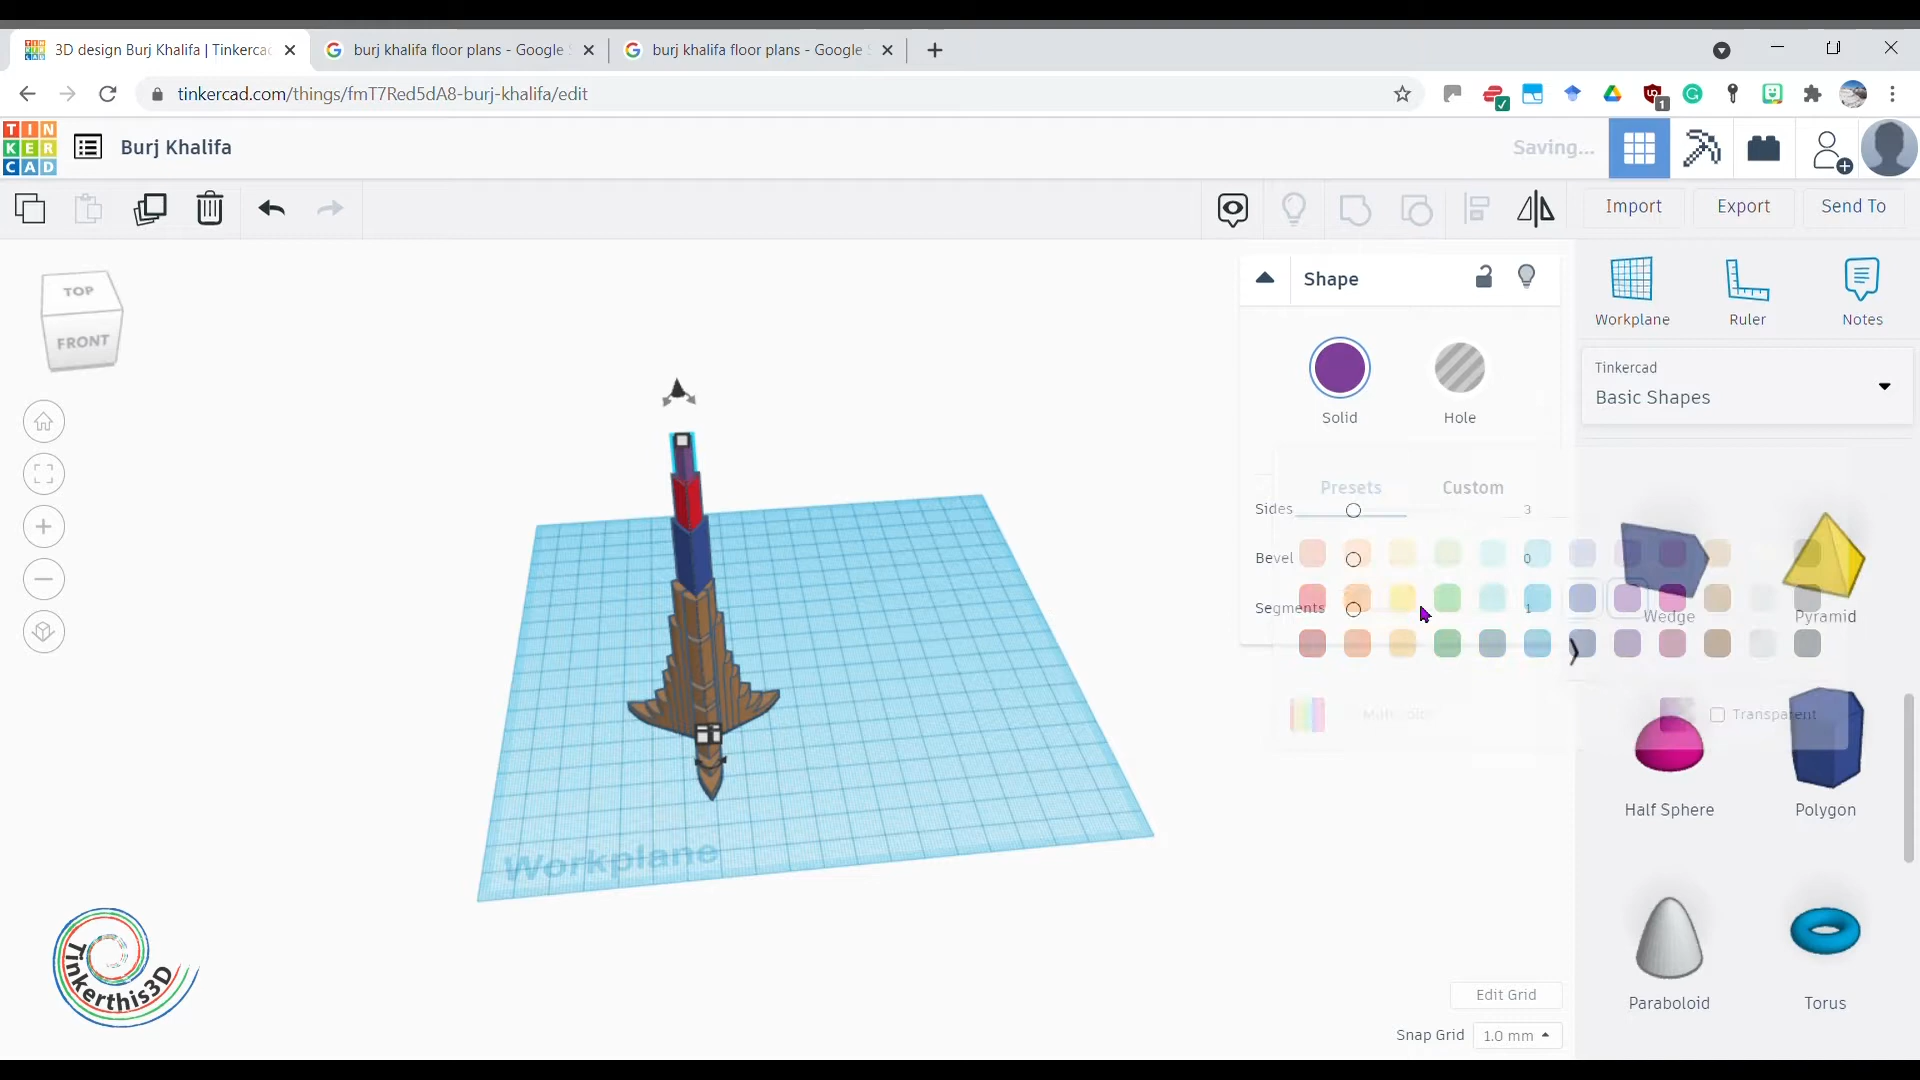 3D design Burj Khalifa | Tinkercad
burj khalifa floor plans - Google
burj khalifa floor plans - Google
tinkercad.com/things/fmT7Red5dA8-burj-khalifa/edit
1
TIN
KER
CAD
Burj Khalifa
Saving...
Import
Export
Send To
TOP
FRONT
Shape
Solid
Hole
Presets
Custom
Sides
3
Bevel
0
Segments
1
Multicolor
Transparent
Workplane
Ruler
Notes
Tinkercad
Basic Shapes
Wedge
Pyramid
Half Sphere
Polygon
Paraboloid
Torus
Workplane
Tinkerthis3D
Edit Grid
Snap Grid
1.0 mm